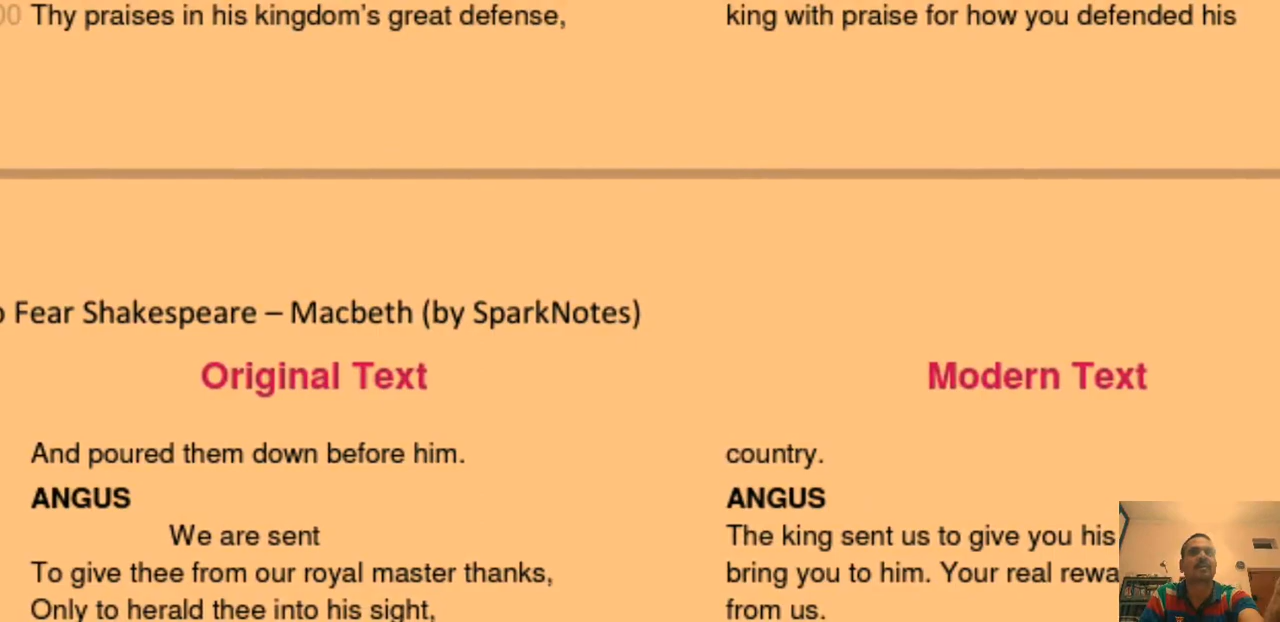 00 Thy praises in his kingdom's great defense,
king with praise for how you defended his
Fear Shakespeare – Macbeth (by SparkNotes)
Original Text
And poured them down before him.
ANGUS
We are sent
To give thee from our royal master thanks,
Only to herald thee into his sight,
Modern Text
country.
ANGUS
The king sent us to give you his
bring you to him. Your real
from us.